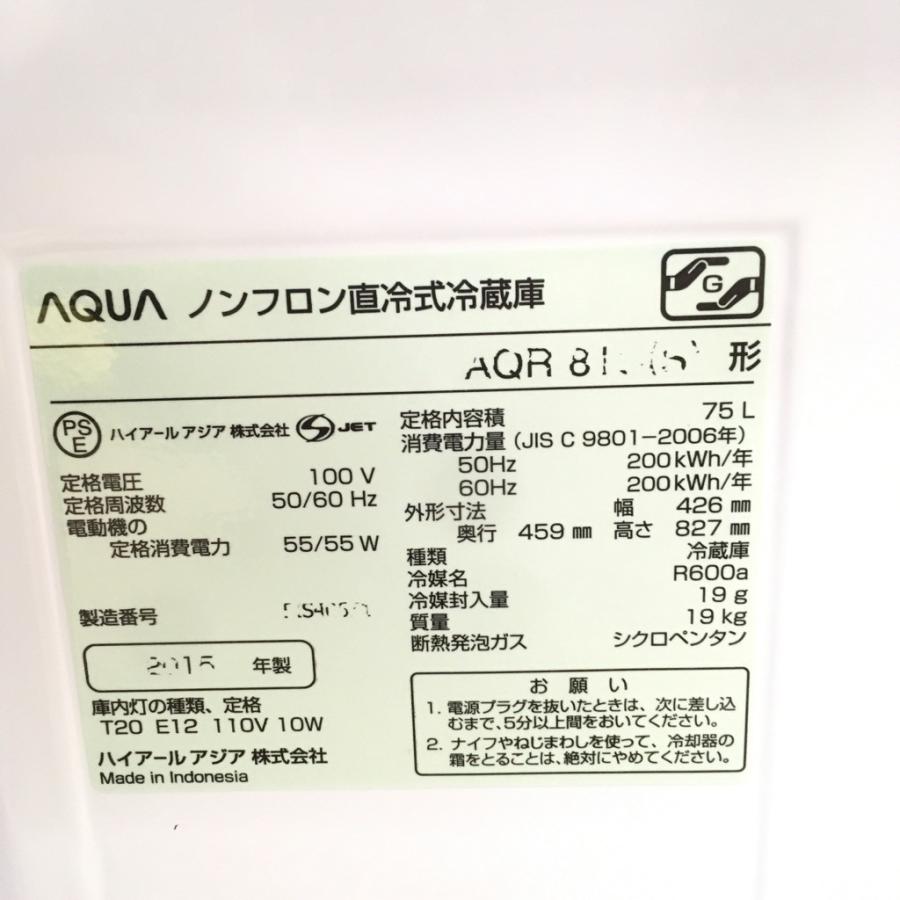 AQUA ノンフロン直冷式冷蔵庫
G
AQR 形
PSE ハイアール アジア 株式会社 S JET
定格電圧 100 V
定格周波数 50/60 Hz
電動機の
定格消費電力 55/55 W
製造番号
2015 年製
庫内灯の種類、定格
T20 E12 110V 10W
ハイアール アジア 株式会社
Made in Indonesia
定格内容積 75 L
消費電力量(JIS C 9801−2006年)
50Hz 200kWh/年
60Hz 200kWh/年
外形寸法 幅 426 ㎜
奥行 459 ㎜ 高さ 827 ㎜
種類 冷蔵庫
冷媒名 R600a
冷媒封入量 19 g
質量 19 kg
断熱発泡ガス シクロペンタン
お 願 い
1. 電源プラグを抜いたときは、次に差し込
むまで、5分以上間をおいてください。
2. ナイフやねじまわしを使って、冷却器の
霜をとることは、絶対にやめてください。